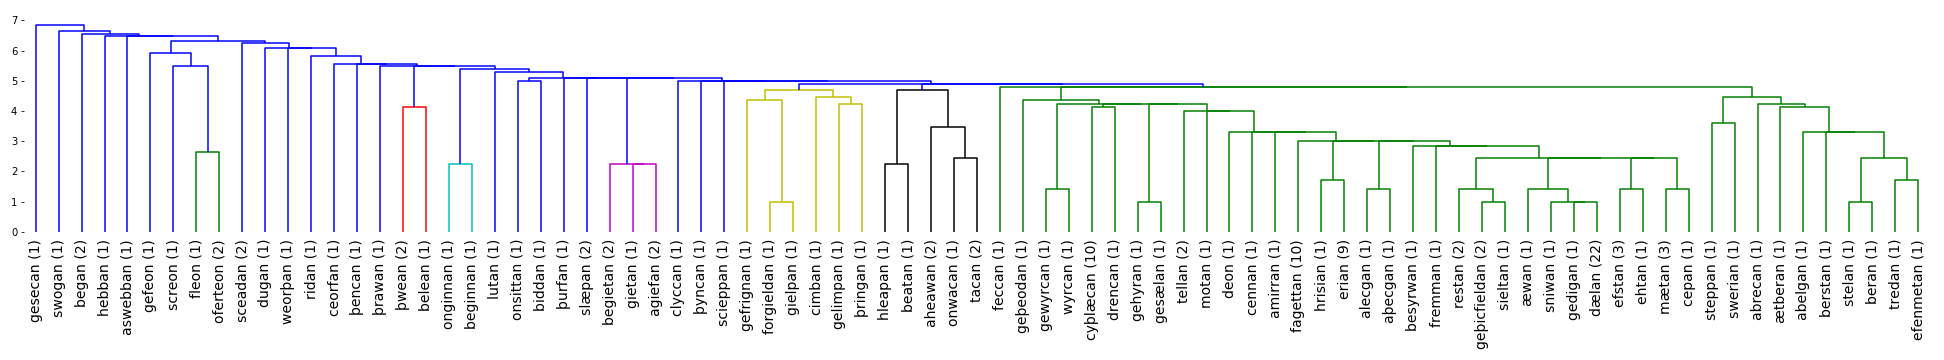 7
6
5
4
3
2
1
0
gesecan (1)
swogan (1)
began (2)
hebban (1)
aswebban (1)
gefeon (1)
screon (1)
fleon (1)
oferteon (2)
sceadan (2)
dugan (1)
weorþan (1)
ridan (1)
ceorfan (1)
þencan (1)
þrawan (1)
þwean (2)
belean (1)
onginnan (1)
beginnan (1)
lutan (1)
onsittan (1)
biddan (1)
þurfan (1)
slæpan (2)
begietan (2)
gietan (1)
agiefan (2)
clyccan (1)
þyncan (1)
scieppan (1)
gefrignan (1)
forgieldan (1)
gielpan (1)
cimban (1)
gelimpan (1)
þringan (1)
hleapan (1)
beatan (1)
aheawan (2)
onwacan (1)
tacan (2)
feccan (1)
geþeodan (1)
gewyrcan (1)
wyrcan (1)
cyþlæcan (10)
drencan (1)
gehyran (1)
gesælan (1)
tellan (2)
motan (1)
deon (1)
cennan (1)
amirran (1)
fagettan (10)
hrisian (1)
erian (9)
alecgan (1)
aþecgan (1)
besyrwan (1)
fremman (1)
restan (2)
geþicfieldan (2)
sieltan (1)
æwan (1)
sniwan (1)
gedigan (1)
dælan (22)
efstan (3)
ehtan (1)
mætan (3)
cepan (1)
steppan (1)
swerian (1)
abrecan (1)
ætberan (1)
abelgan (1)
berstan (1)
stelan (1)
beran (1)
tredan (1)
efenmetan (1)